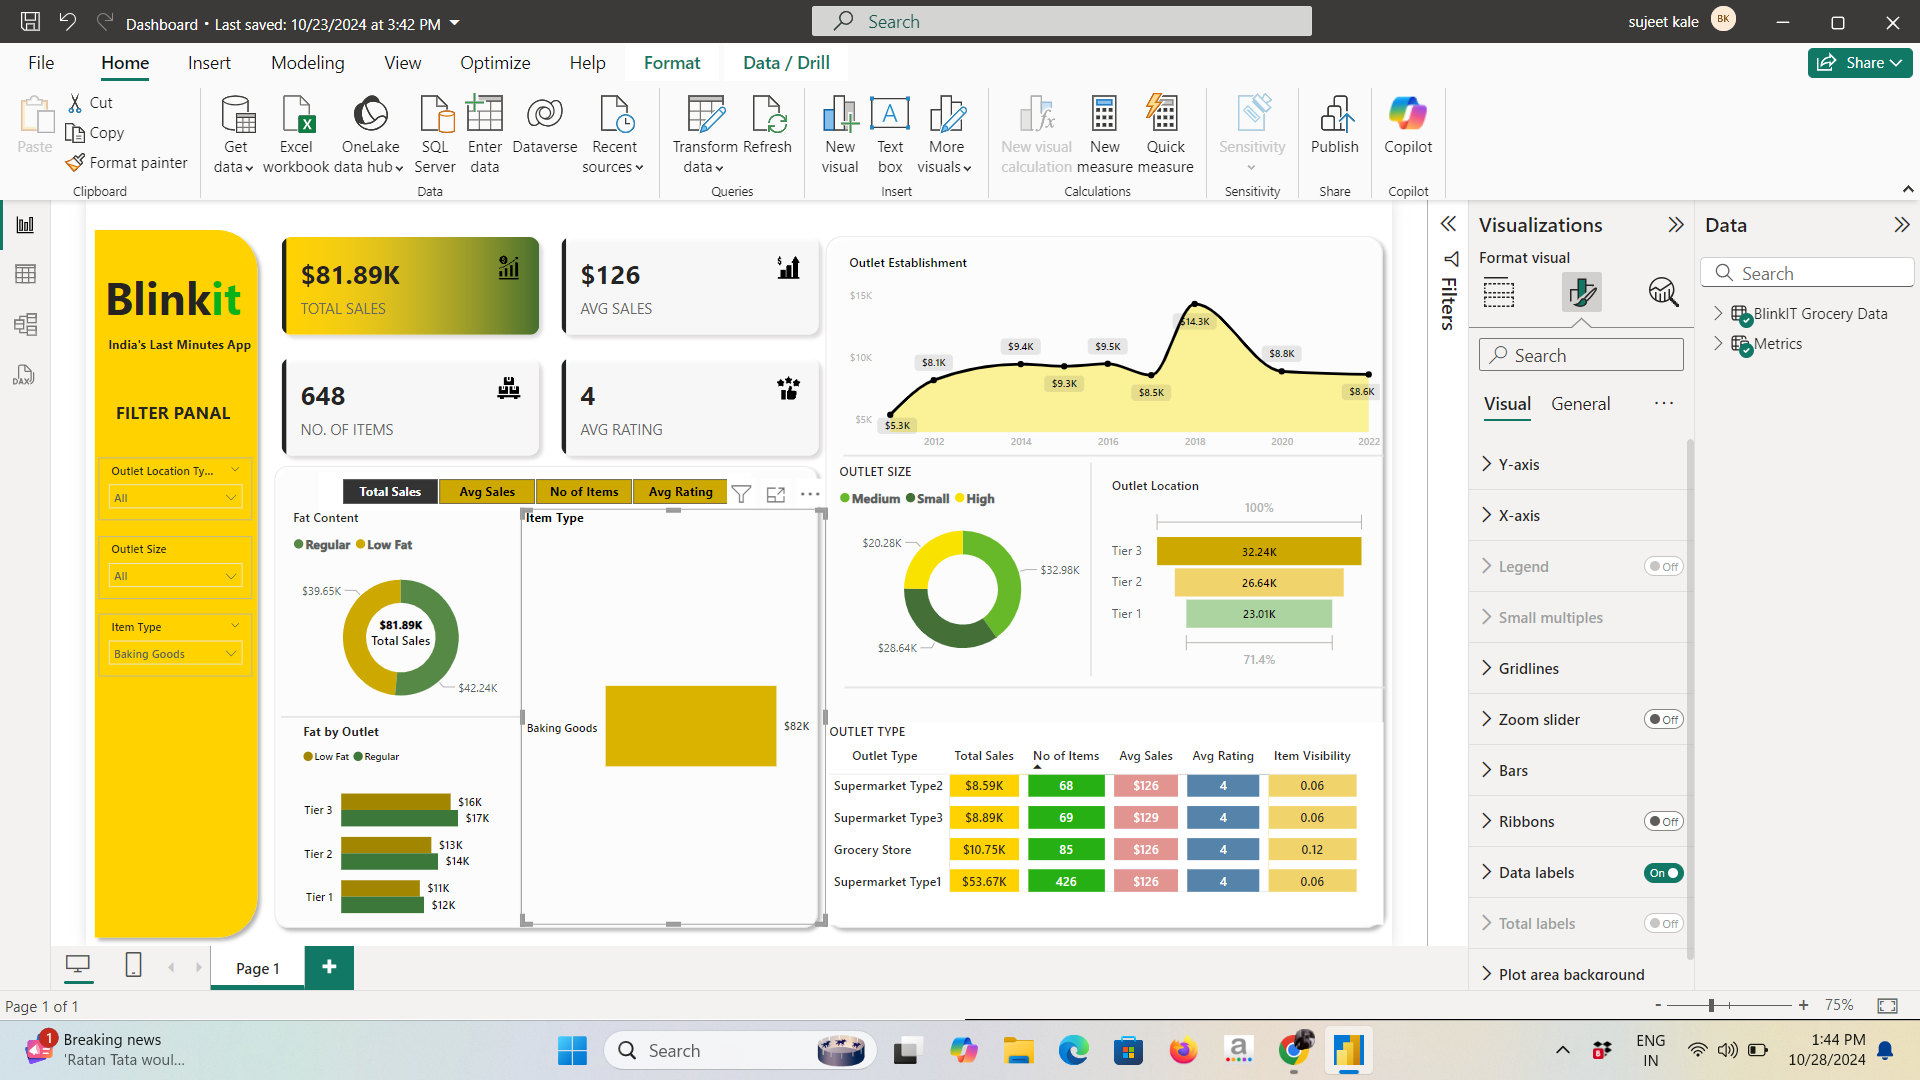 Dashboard • Last saved: 10/23/2024 at 3:42 PM
Search
sujeet kale
BK
File
Home
Insert
Modeling
View
Optimize
Help
Format
Data / Drill
Share
Paste
Cut
Copy
Format painter
Clipboard
Get data
Excel workbook
OneLake data hub
SQL Server
Enter data
Dataverse
Recent sources
Data
Transform data
Refresh
Queries
New visual
Text box
More visuals
Insert
New visual calculation
New measure
Quick measure
Calculations
Sensitivity
Sensitivity
Publish
Share
Copilot
Copilot
Blinkit
India's Last Minutes App
FILTER PANAL
Outlet Location Ty...
All
Outlet Size
All
Item Type
Baking Goods
$81.89K
TOTAL SALES
$126
AVG SALES
648
NO. OF ITEMS
4
AVG RATING
Total Sales
Avg Sales
No of Items
Avg Rating
Fat Content
Regular
Low Fat
$39.65K
$81.89K
Total Sales
$42.24K
Fat by Outlet
Low Fat
Regular
Tier 3
$16K
$17K
Tier 2
$13K
$14K
Tier 1
$11K
$12K
Item Type
Baking Goods
$82K
Outlet Establishment
$15K
$10K
$5K
$5.3K
$8.1K
$9.4K
$9.3K
$9.5K
$8.5K
$14.3K
$8.8K
$8.6K
2012
2014
2016
2018
2020
2022
OUTLET SIZE
Medium
Small
High
$20.28K
$32.98K
$28.64K
Outlet Location
100%
Tier 3
32.24K
Tier 2
26.64K
Tier 1
23.01K
71.4%
OUTLET TYPE
Outlet Type Total Sales No of Items Avg Sales Avg Rating Item Visibility
Supermarket Type2 $8.59K 68 $126 4 0.06
Supermarket Type3 $8.89K 69 $129 4 0.06
Grocery Store $10.75K 85 $126 4 0.12
Supermarket Type1 $53.67K 426 $126 4 0.06
Filters
Visualizations
Format visual
Search
Visual
General
Y-axis
X-axis
Legend Off
Small multiples
Gridlines
Zoom slider Off
Bars
Ribbons Off
Data labels On
Total labels Off
Plot area background
Data
Search
BlinkIT Grocery Data
Metrics
Page 1
Page 1 of 1
75%
1
Breaking news
'Ratan Tata woul...
Search
ENG
IN
1:44 PM
10/28/2024